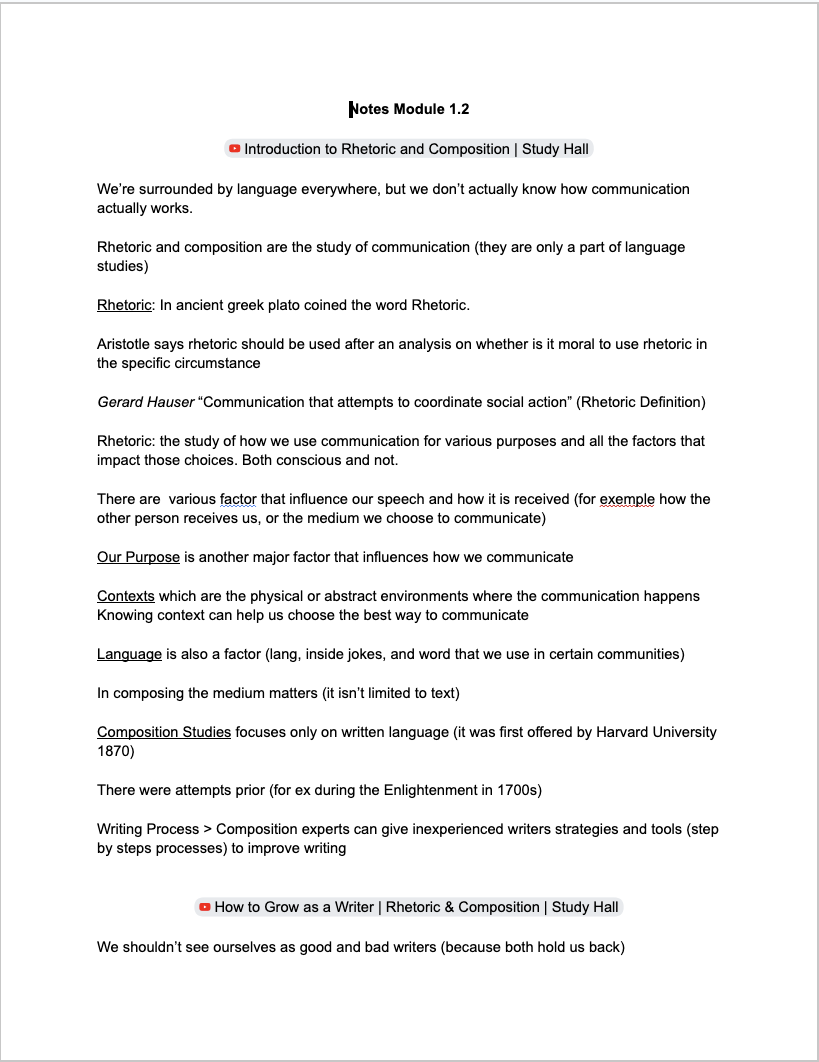 Notes Module 1.2
Introduction to Rhetoric and Composition | Study Hall
We’re surrounded by language everywhere, but we don’t actually know how communication
actually works.
Rhetoric and composition are the study of communication (they are only a part of language
studies)
Rhetoric: In ancient greek plato coined the word Rhetoric.
Aristotle says rhetoric should be used after an analysis on whether is it moral to use rhetoric in
the specific circumstance
Gerard Hauser “Communication that attempts to coordinate social action” (Rhetoric Definition)
Rhetoric: the study of how we use communication for various purposes and all the factors that
impact those choices. Both conscious and not.
There are  various factor that influence our speech and how it is received (for exemple how the
other person receives us, or the medium we choose to communicate)
Our Purpose is another major factor that influences how we communicate
Contexts which are the physical or abstract environments where the communication happens
Knowing context can help us choose the best way to communicate
Language is also a factor (lang, inside jokes, and word that we use in certain communities)
In composing the medium matters (it isn’t limited to text)
Composition Studies focuses only on written language (it was first offered by Harvard University
1870)
There were attempts prior (for ex during the Enlightenment in 1700s)
Writing Process > Composition experts can give inexperienced writers strategies and tools (step
by steps processes) to improve writing
How to Grow as a Writer | Rhetoric & Composition | Study Hall
We shouldn’t see ourselves as good and bad writers (because both hold us back)